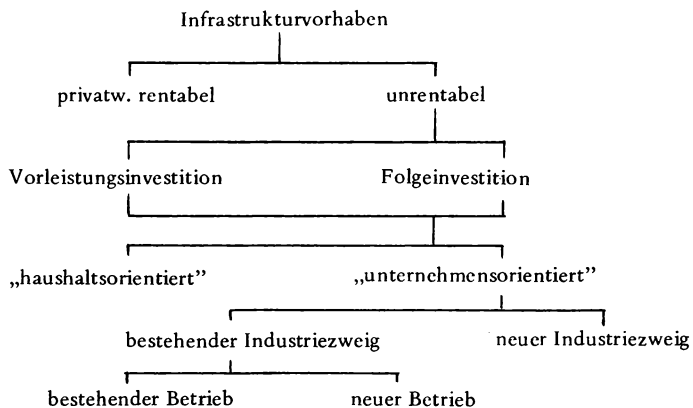 Infrastrukturvorhaben
privatw. rentabel unrentabel
Vorleistungsinvestition Folgeinvestition
„haushaltsorientiert” „unternehmensorientiert”
bestehender Industriezweig neuer Industriezweig
bestehender Betrieb neuer Betrieb